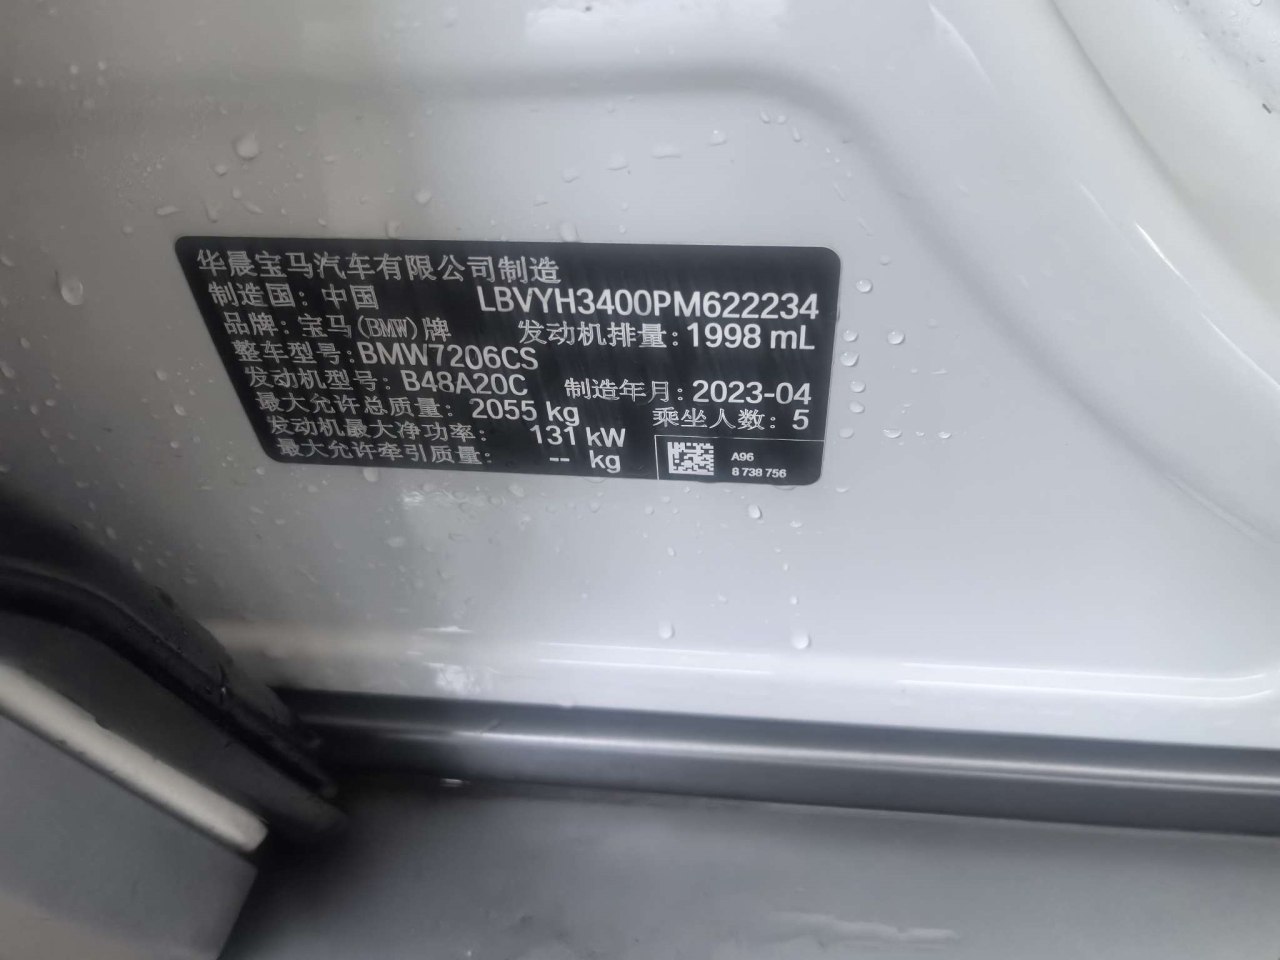 华晨宝马汽车有限公司制造
制造国: 中国 LBVYH3400PM622234
品牌: 宝马(BMW)牌 发动机排量: 1998 mL
整车型号: BMW7206CS
发动机型号: B48A20C 制造年月: 2023-04
最大允许总质量: 2055 kg 乘坐人数: 5
发动机最大净功率: 131 kW
最大允许牵引质量: -- kg
A96
8 738 756